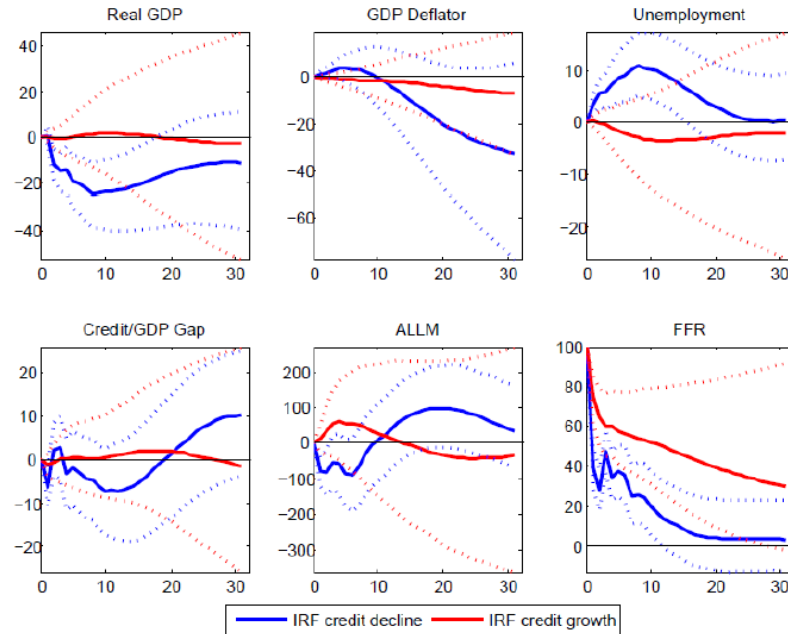 Real GDP
GDP Deflator
Unemployment
40
20
0
−20
−40
0
−20
−40
−60
10
0
−10
−20
0 10 20 30
0 10 20 30
0 10 20 30
Credit/GDP Gap
ALLM
FFR
20
10
0
−10
−20
200
100
0
−100
−200
−300
100
80
60
40
20
0
0 10 20 30
0 10 20 30
0 10 20 30
IRF credit decline
IRF credit growth